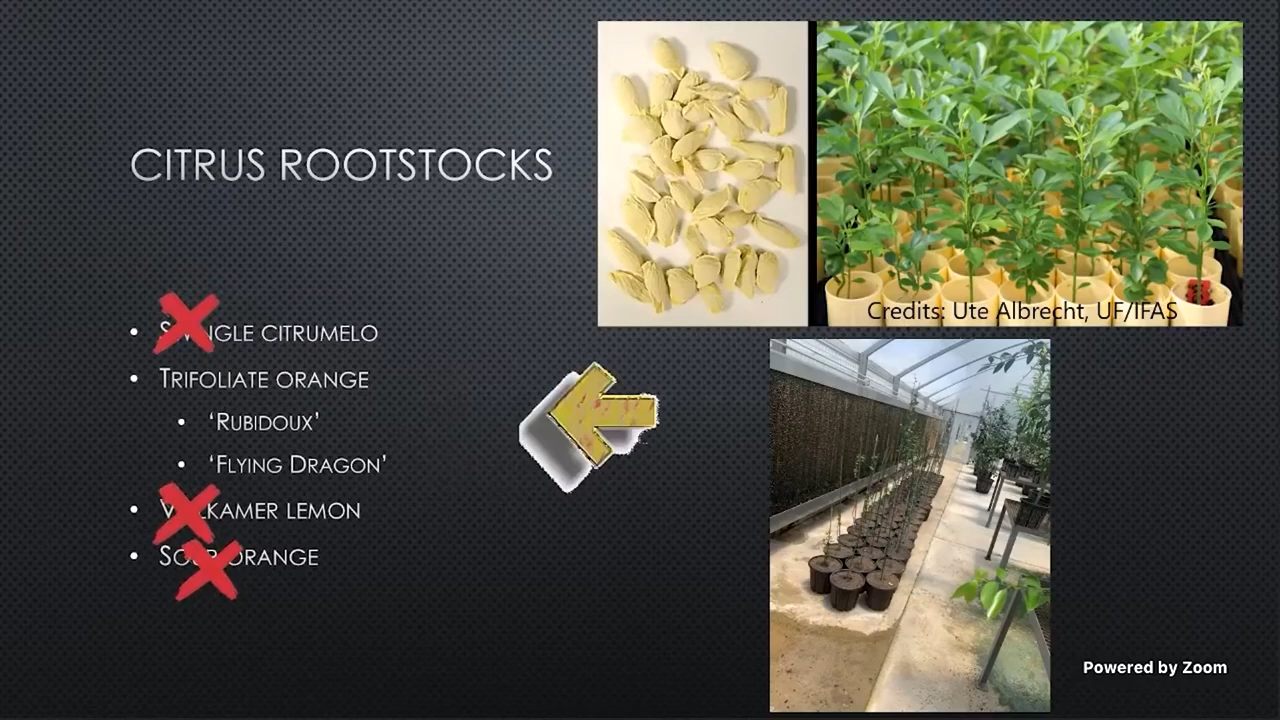 CITRUS ROOTSTOCKS
• CITRUMELO
• TRIFOLIATE ORANGE
• ‘RUBIDOUX’
• ‘FLYING DRAGON’
• LEMON
• ORANGE
Credits: Ute Albrecht, UF/IFAS
Powered by Zoom